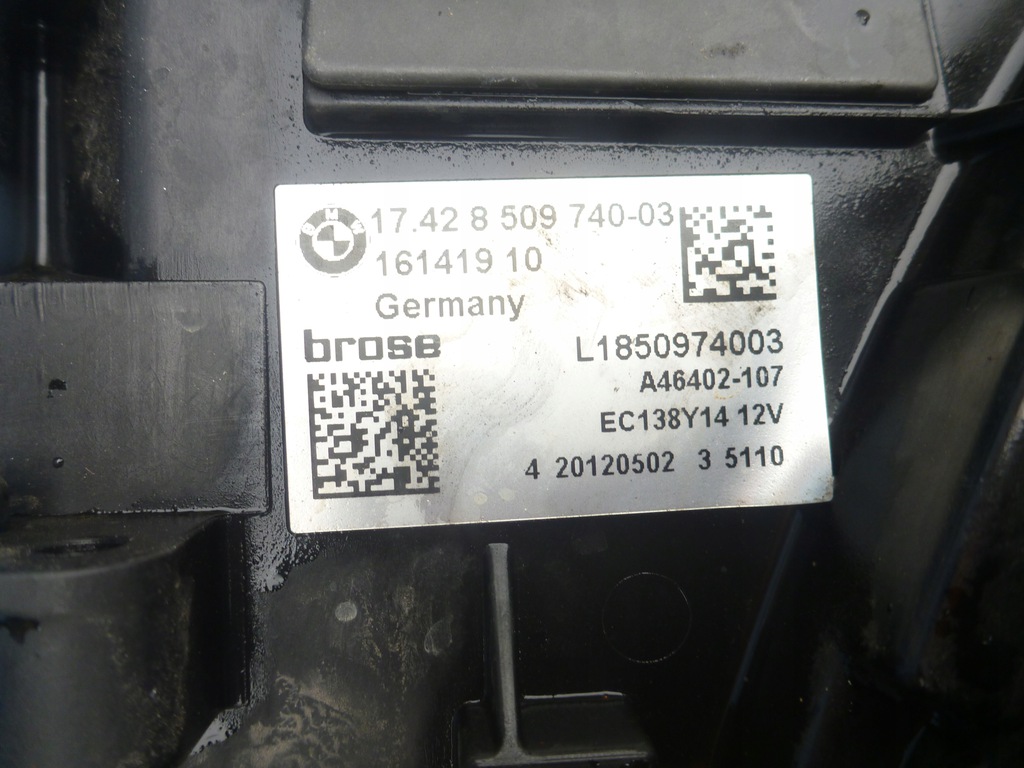 BMW
17.42 8 509 740-03
161419 10
Germany
brose
L1850974003
A46402-107
EC138Y14 12V
4 20120502 3 5110